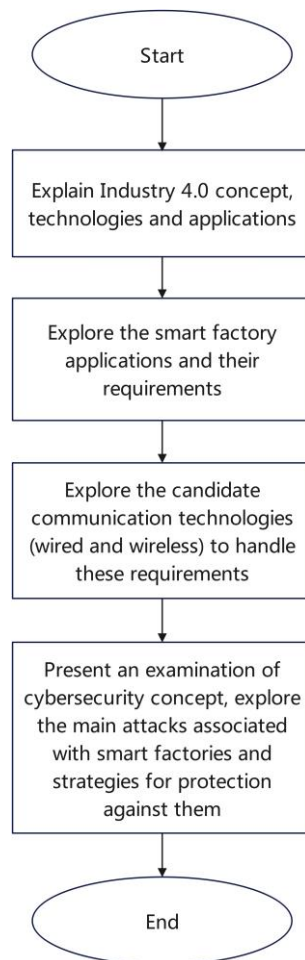 Start
Explain Industry 4.0 concept,
technologies and applications
Explore the smart factory
applications and their
requirements
Explore the candidate
communication technologies
(wired and wireless) to handle
these requirements
Present an examination of
cybersecurity concept, explore
the main attacks associated
with smart factories and
strategies for protection
against them
End